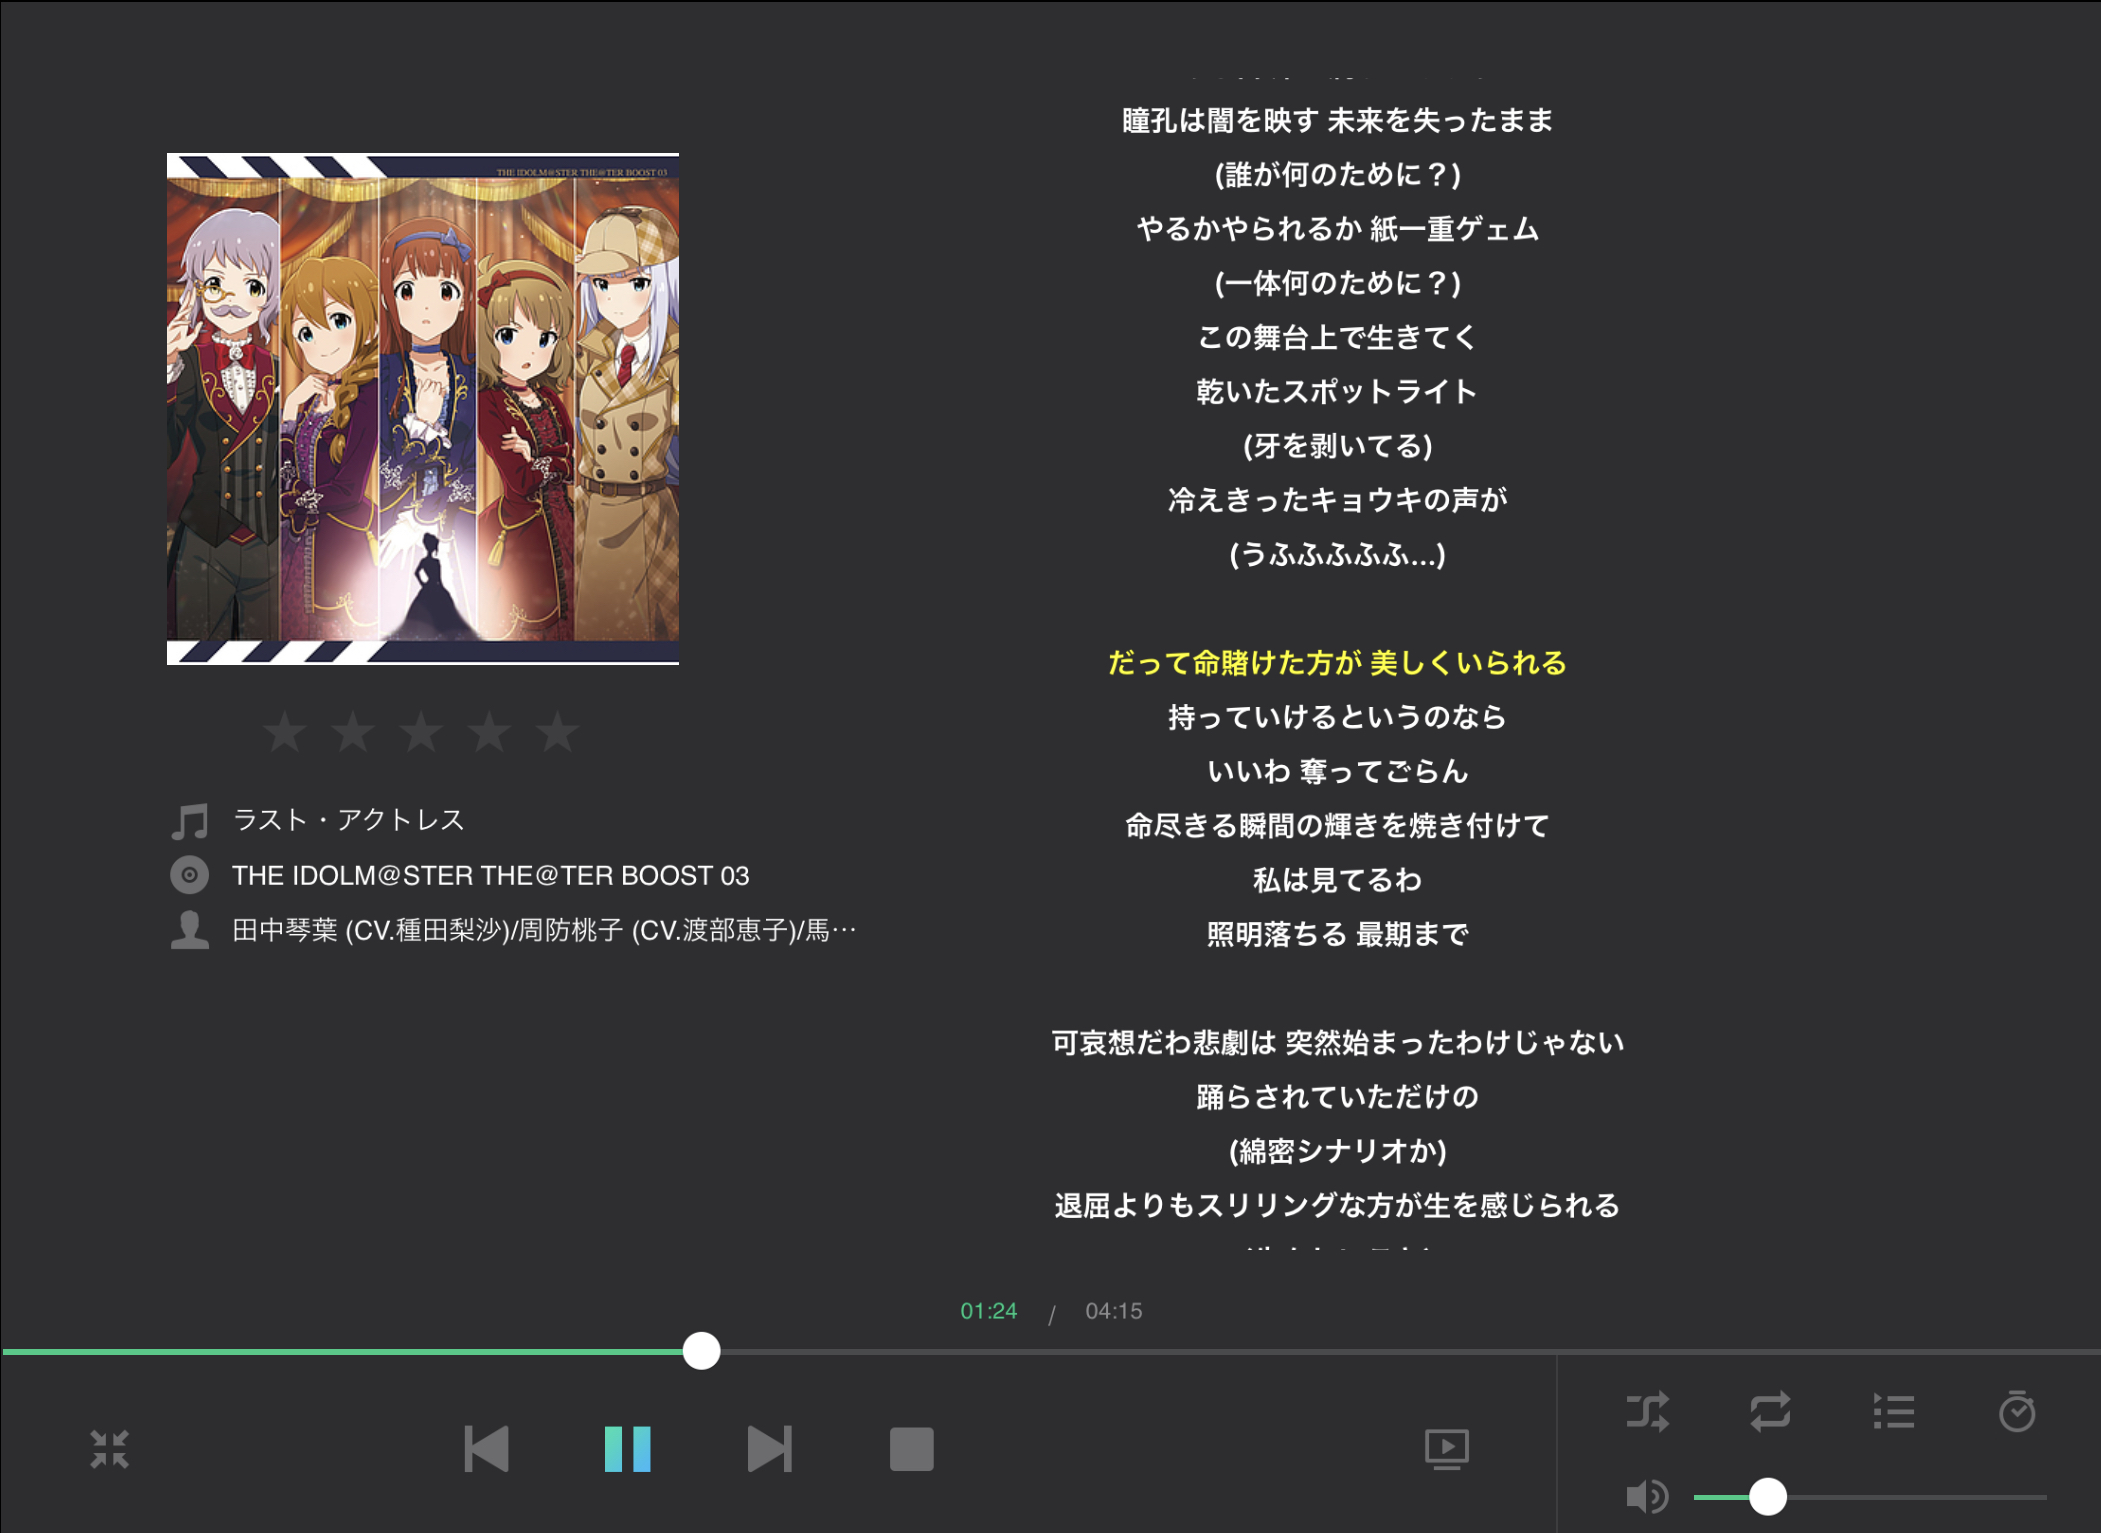 瞳孔は闇を映す 未来を失ったまま
(誰が何のために？)
やるかやられるか 紙一重ゲェム
(一体何のために？)
この舞台上で生きてく
乾いたスポットライト
(牙を剥いてる)
冷えきったキョウキの声が
(うふふふふふ...)
だって命賭けた方が 美しくいられる
持っていけるというのなら
いいわ 奪ってごらん
命尽きる瞬間の輝きを焼き付けて
私は見てるわ
照明落ちる 最期まで
可哀想だわ悲劇は 突然始まったわけじゃない
踊らされていただけの
(綿密シナリオか)
退屈よりもスリリングな方が生を感じられる
THE IDOLM@STER THE@TER BOOST 03
ラスト・アクトレス
THE IDOLM@STER THE@TER BOOST 03
田中琴葉 (CV.種田梨沙)/周防桃子 (CV.渡部恵子)/馬…
01:24 / 04:15